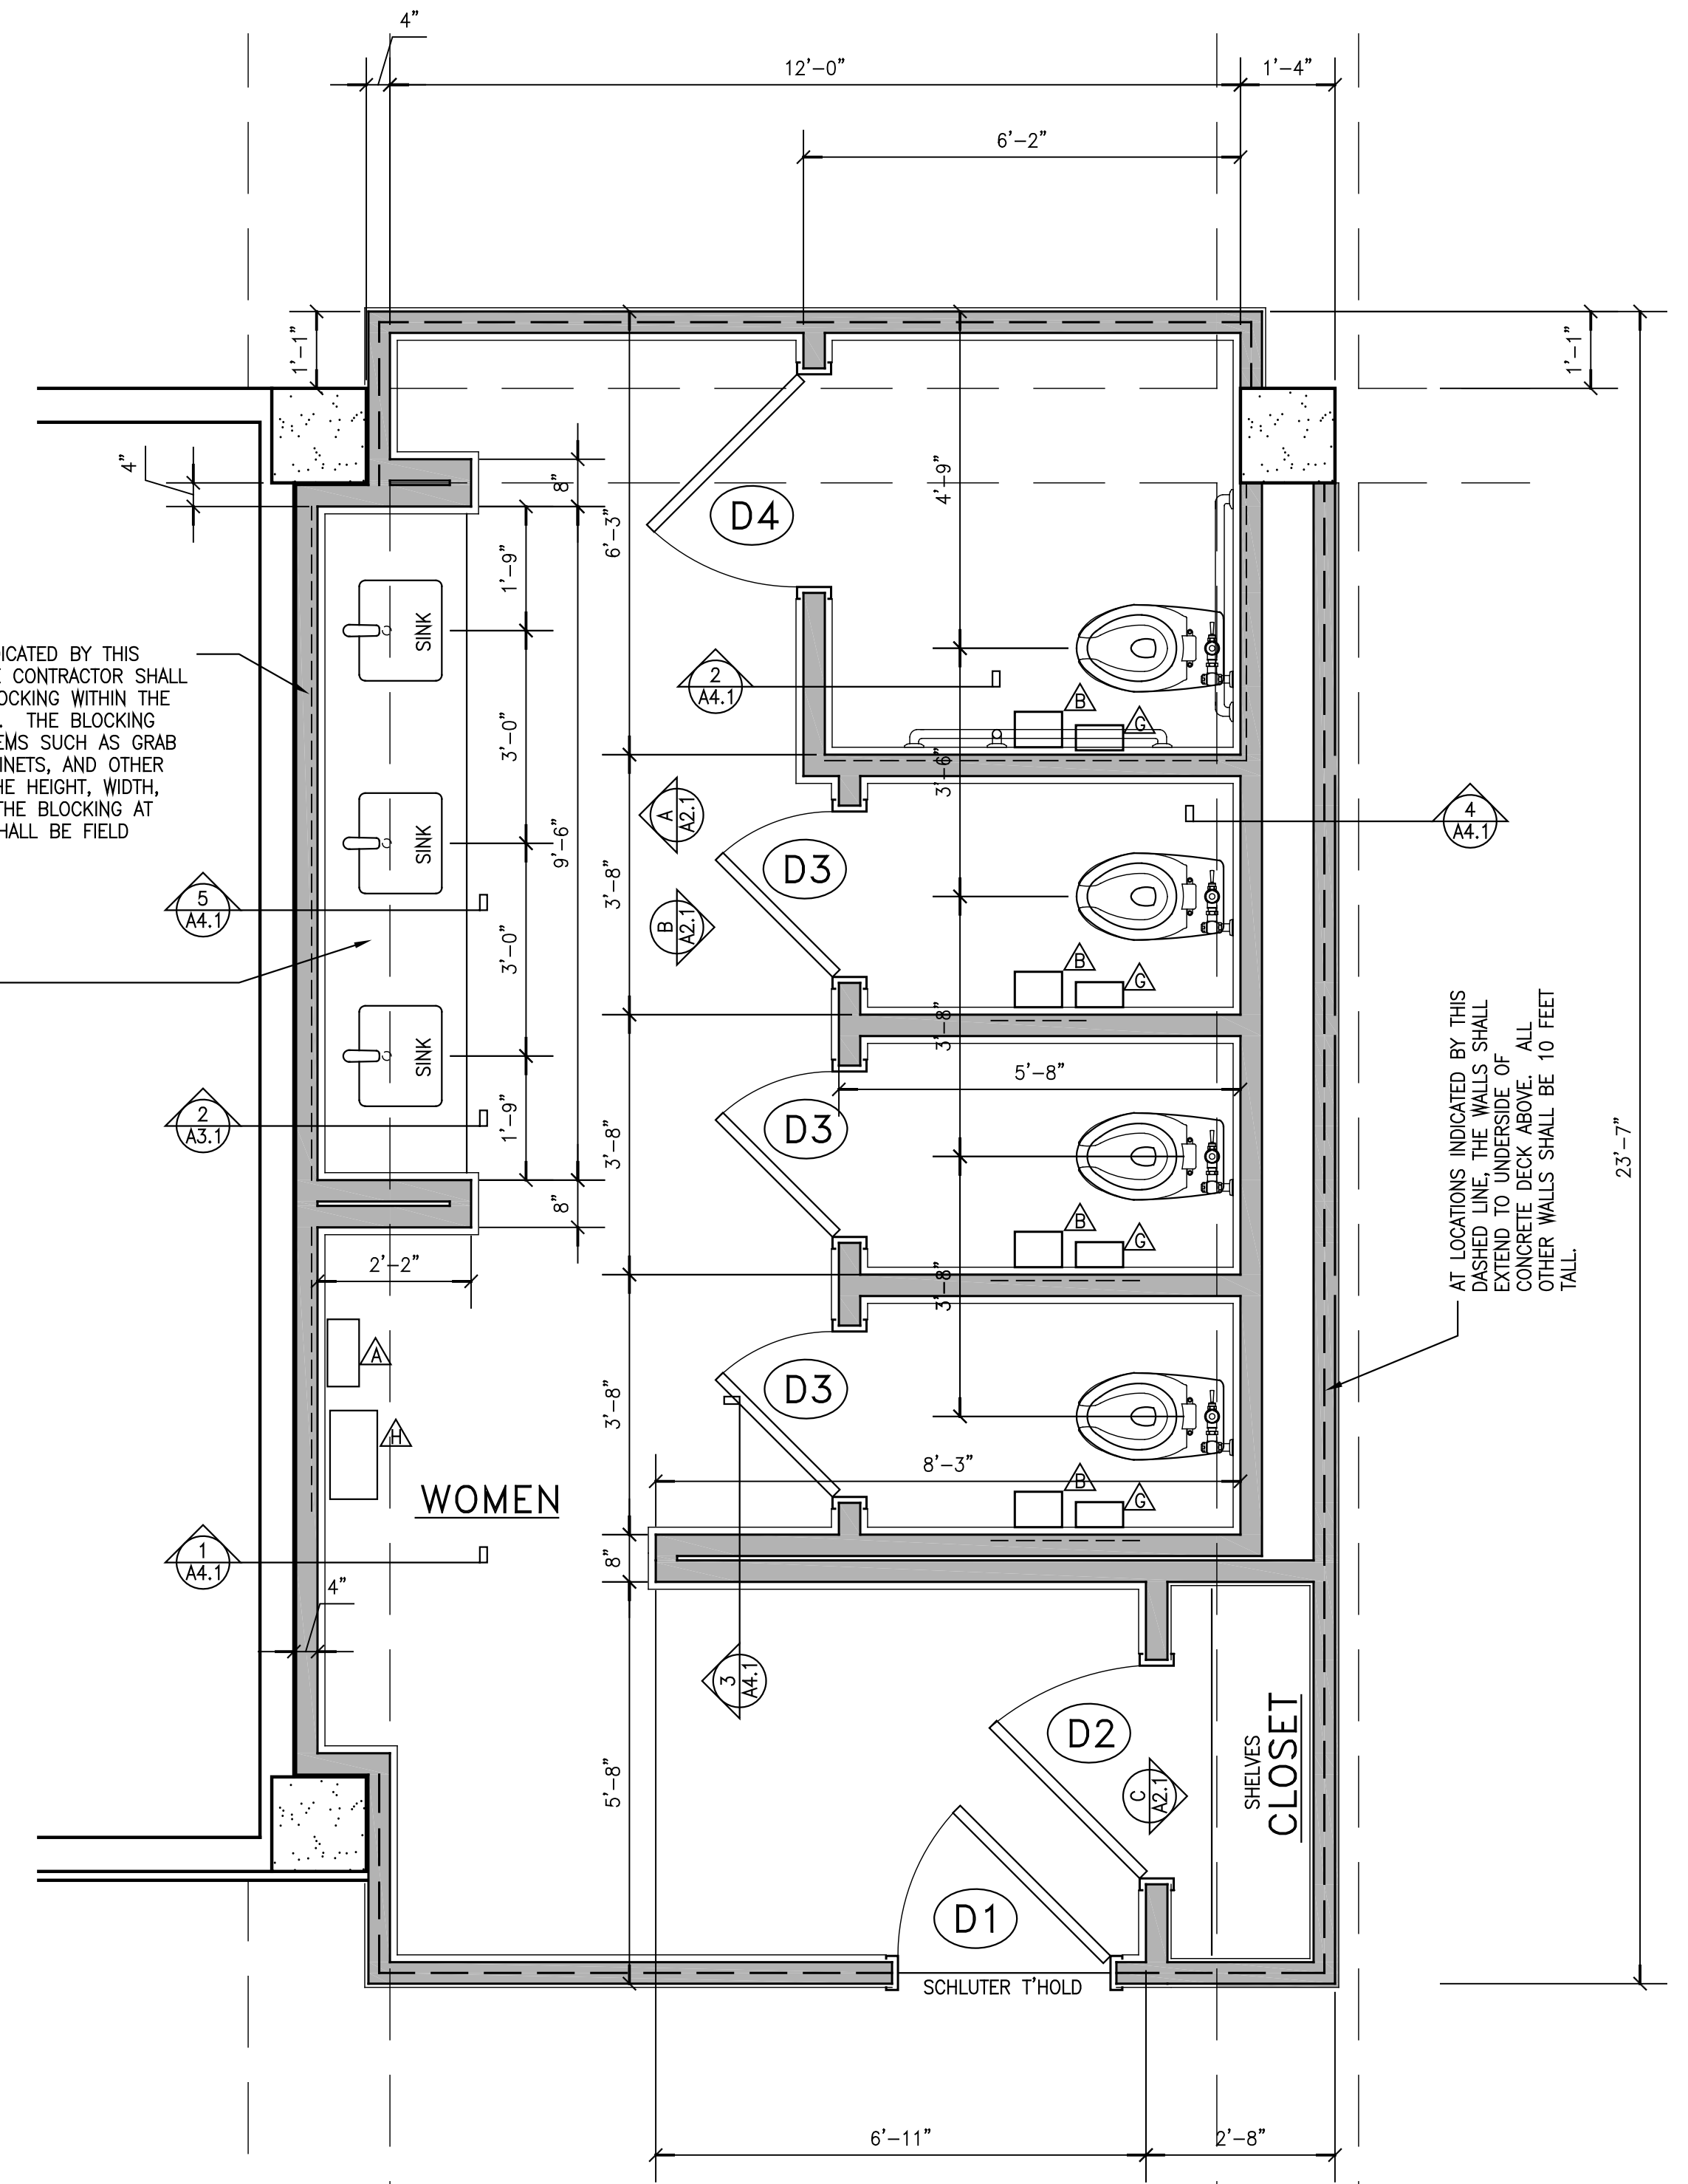 4"
12'-0"
1'-4"
6'-2"
1'-1"
1'-1"
4"
8"
4'-9"
6'-3"
1'-9"
D4
SINK
DICATED BY THIS
E CONTRACTOR SHALL
OCKING WITHIN THE
. THE BLOCKING
EMS SUCH AS GRAB
INETS, AND OTHER
HE HEIGHT, WIDTH,
THE BLOCKING AT
HALL BE FIELD
2
A4.1
B
G
3'-0"
3'-6"
A
A2.1
4
A4.1
SINK
9'-6"
3'-8"
D3
5
A4.1
B
A2.1
3'-0"
B
G
3'-8"
SINK
5'-8"
2
A3.1
1'-9"
3'-8"
D3
8"
B
G
AT LOCATIONS INDICATED BY THIS
DASHED LINE, THE WALLS SHALL
EXTEND TO UNDERSIDE OF
CONCRETE DECK ABOVE. ALL
OTHER WALLS SHALL BE 10 FEET
TALL.
23'-7"
2'-2"
3'-8"
A
3'-8"
D3
H
8'-3"
WOMEN
B
G
1
A4.1
8"
4"
3
A4.1
D2
5'-8"
C
A2.1
SHELVES
CLOSET
D1
SCHLUTER T'HOLD
6'-11"
2'-8"